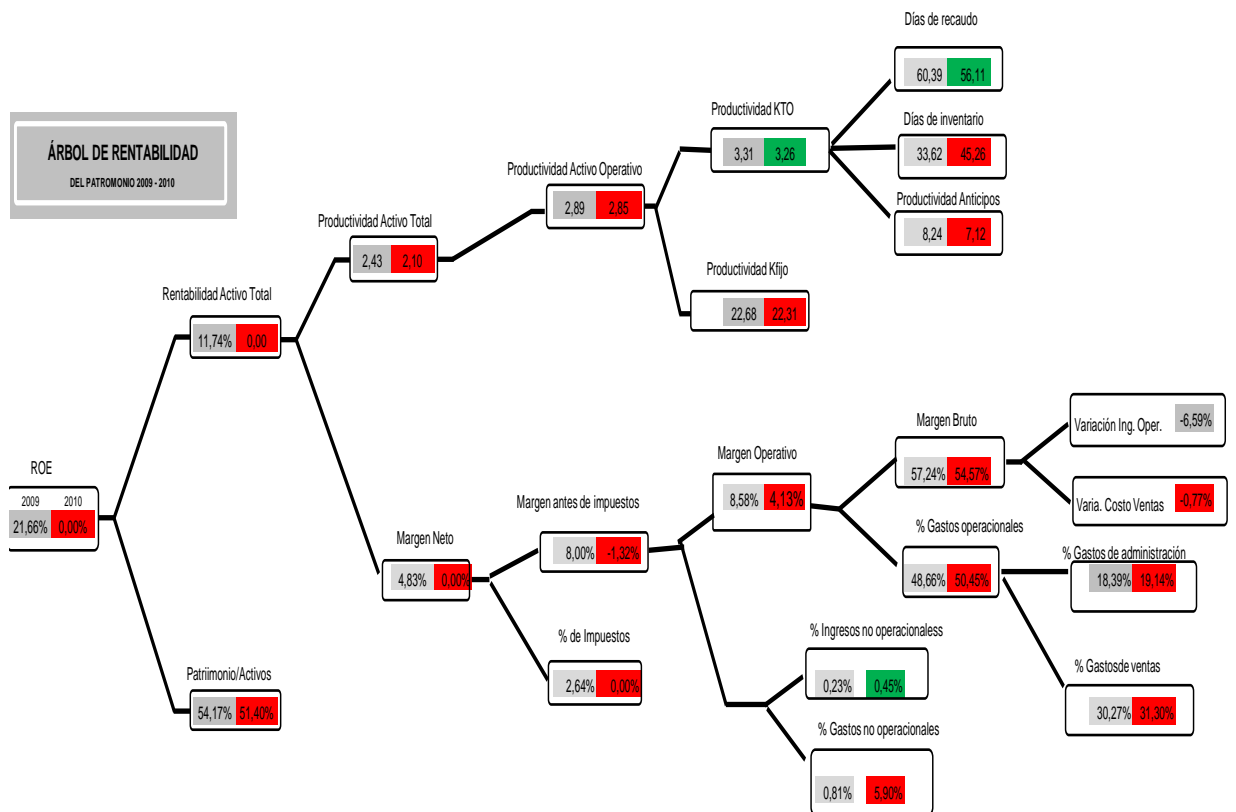 Días de recaudo
60,39 56,11
Productividad KTO
3,31 3,26
Días de inventario
33,62 45,26
ÁRBOL DE RENTABILIDAD
DEL PATROMONIO 2009 - 2010
Productividad Activo Operativo
2,89 2,85
Productividad Anticipos
8,24 7,12
Productividad Activo Total
2,43 2,10
Productividad Kfijo
22,68 22,31
Rentabilidad Activo Total
11,74% 0,00
Margen Bruto
57,24% 54,57%
Variación Ing. Oper. -6,59%
Margen Operativo
8,58% 4,13%
ROE
2009 2010
21,66% 0,00%
Varia. Costo Ventas -0,77%
Margen antes de impuestos
8,00% -1,32%
% Gastos operacionales
48,66% 50,45%
Margen Neto
4,83% 0,00%
% Gastos de administración
18,39% 19,14%
% de Impuestos
2,64% 0,00%
% Ingresos no operacionaless
0,23% 0,45%
Patriimonio/Activos
54,17% 51,40%
% Gastosde ventas
30,27% 31,30%
% Gastos no operacionales
0,81% 5,90%